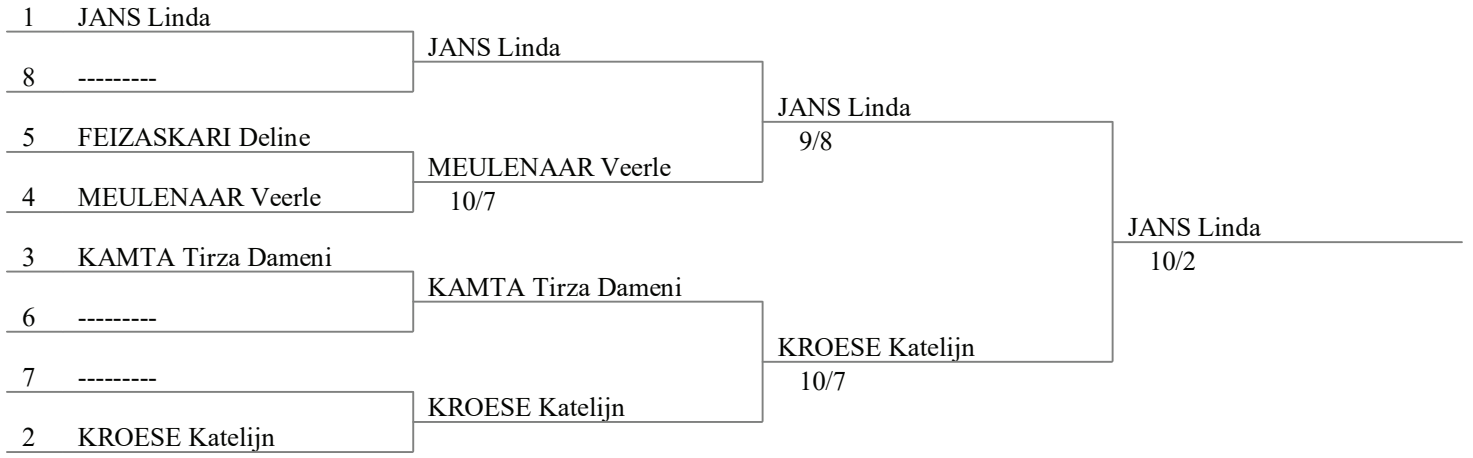 1 JANS Linda
8 ---------
5 FEIZASKARI Deline
4 MEULENAAR Veerle
3 KAMTA Tirza Dameni
6 ---------
7 ---------
2 KROESE Katelijn
JANS Linda
MEULENAAR Veerle
10/7
KAMTA Tirza Dameni
KROESE Katelijn
JANS Linda
9/8
KROESE Katelijn
10/7
JANS Linda
10/2